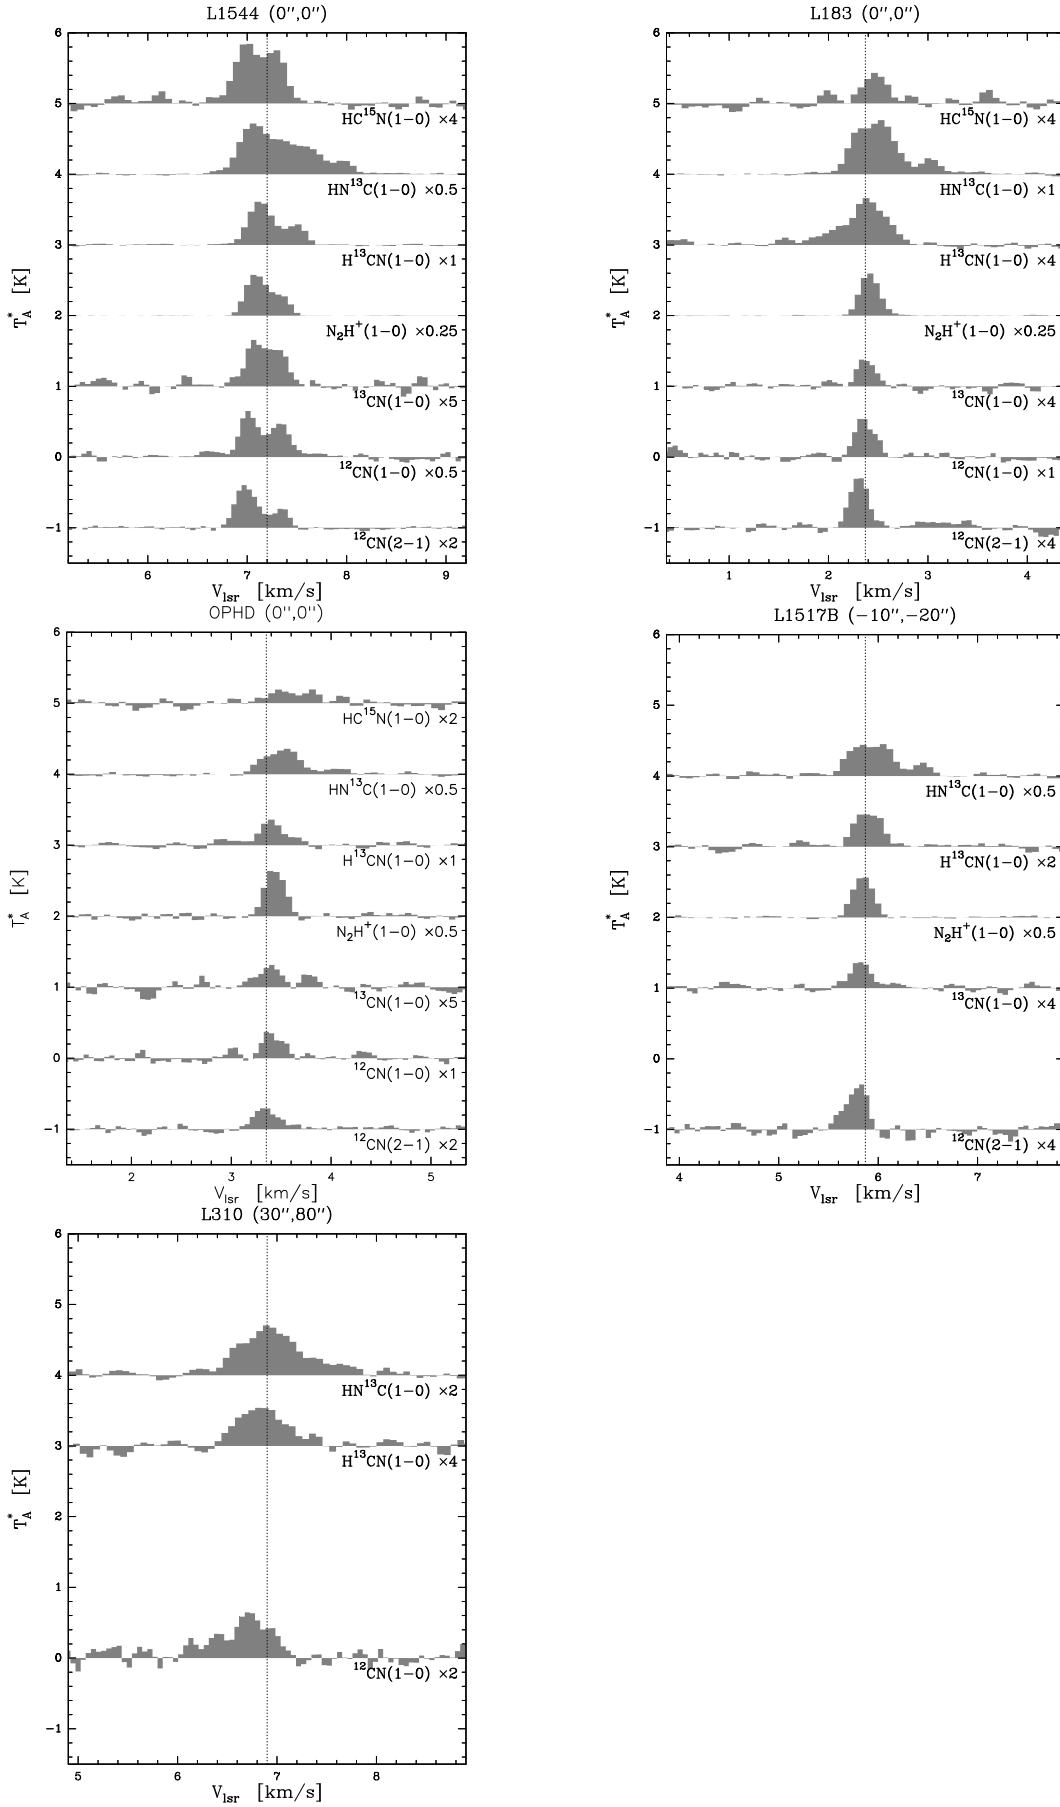 L1544 (0″,0″)
6
5
4
3
2
1
0
−1
T*A [K]
HC15N(1−0) ×4
HN13C(1−0) ×0.5
H13CN(1−0) ×1
N2H+(1−0) ×0.25
13CN(1−0) ×5
12CN(1−0) ×0.5
12CN(2−1) ×2
6 7 8 9
Vlsr [km/s]
L183 (0″,0″)
6
5
4
3
2
1
0
−1
T*A [K]
HC15N(1−0) ×4
HN13C(1−0) ×1
H13CN(1−0) ×4
N2H+(1−0) ×0.25
13CN(1−0) ×4
12CN(1−0) ×1
12CN(2−1) ×4
1 2 3 4
Vlsr [km/s]
OPHD (0″,0″)
6
5
4
3
2
1
0
−1
T*A [K]
HC15N(1−0) ×2
HN13C(1−0) ×0.5
H13CN(1−0) ×1
N2H+(1−0) ×0.5
13CN(1−0) ×5
12CN(1−0) ×1
12CN(2−1) ×2
2 3 4 5
Vlsr [km/s]
L1517B (−10″,−20″)
6
5
4
3
2
1
0
−1
T*A [K]
HN13C(1−0) ×0.5
H13CN(1−0) ×2
N2H+(1−0) ×0.5
13CN(1−0) ×4
12CN(2−1) ×4
4 5 6 7
Vlsr [km/s]
L310 (30″,80″)
6
5
4
3
2
1
0
−1
T*A [K]
HN13C(1−0) ×2
H13CN(1−0) ×4
12CN(1−0) ×2
5 6 7 8
Vlsr [km/s]